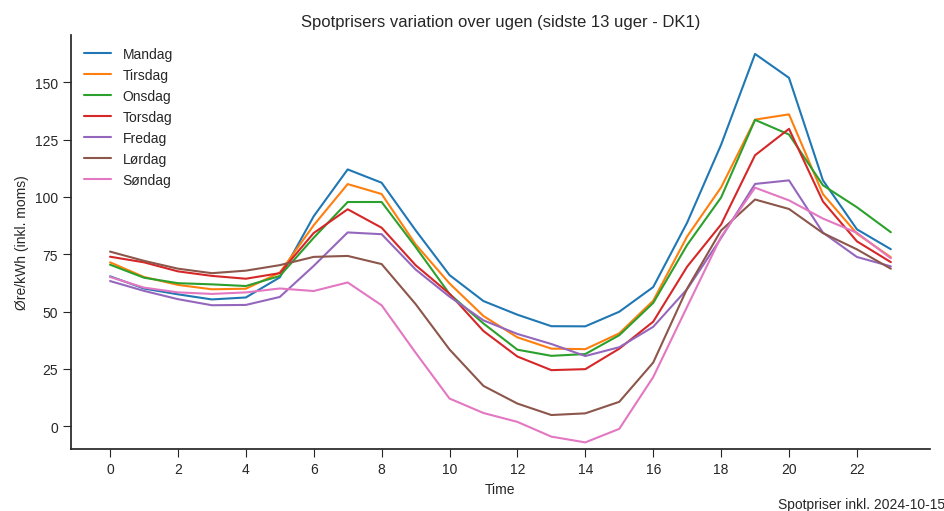 Spotprisers variation over ugen (sidste 13 uger - DK1)
Mandag
Tirsdag
Onsdag
Torsdag
Fredag
Lørdag
Søndag
Øre/kWh (inkl. moms)
150
125
100
75
50
25
0
0 2 4 6 8 10 12 14 16 18 20 22
Time
Spotpriser inkl. 2024-10-15